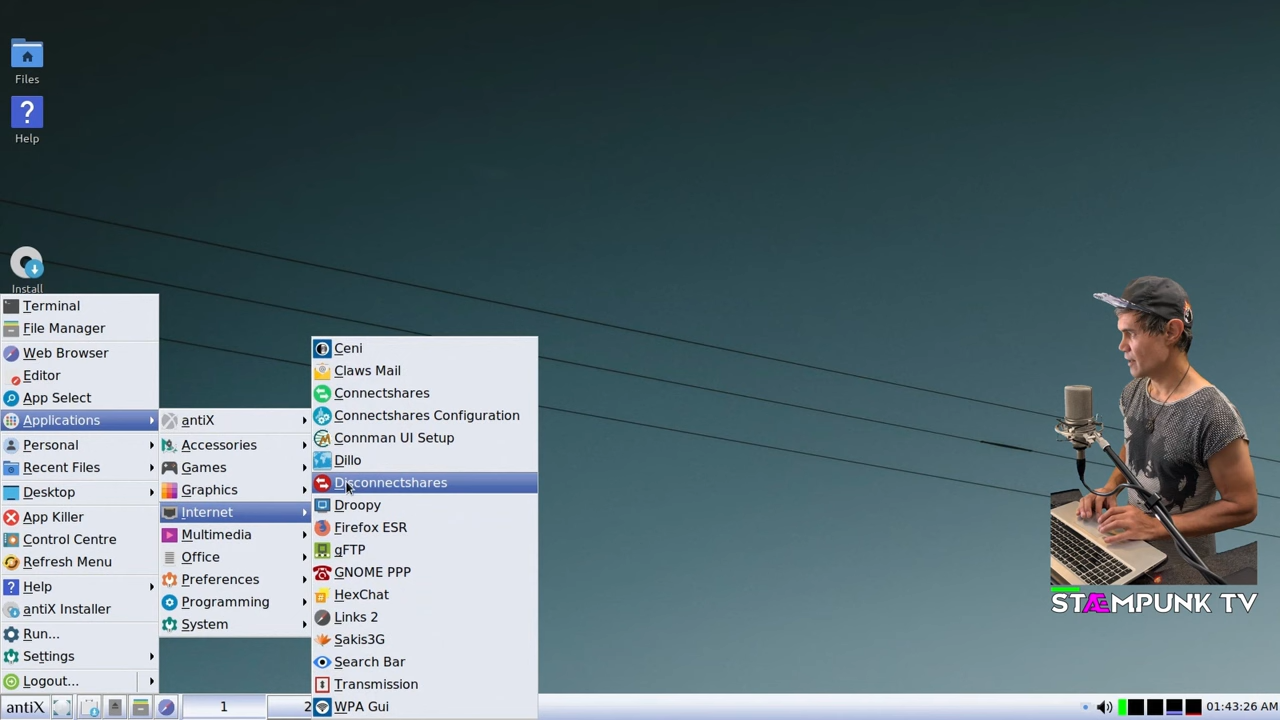 Files
Help
Install
Terminal
File Manager
Web Browser
Editor
App Select
Applications
Personal
Recent Files
Desktop
App Killer
Control Centre
Refresh Menu
Help
antiX Installer
Run...
Settings
Logout...
antiX
Accessories
Games
Graphics
Internet
Multimedia
Office
Preferences
Programming
System
Ceni
Claws Mail
Connectshares
Connectshares Configuration
Connman UI Setup
Dillo
Disconnectshares
Droopy
Firefox ESR
gFTP
GNOME PPP
HexChat
Links 2
Sakis3G
Search Bar
Transmission
WPA Gui
STÆMPUNK TV
antiX
1
2
01:43:26 AM